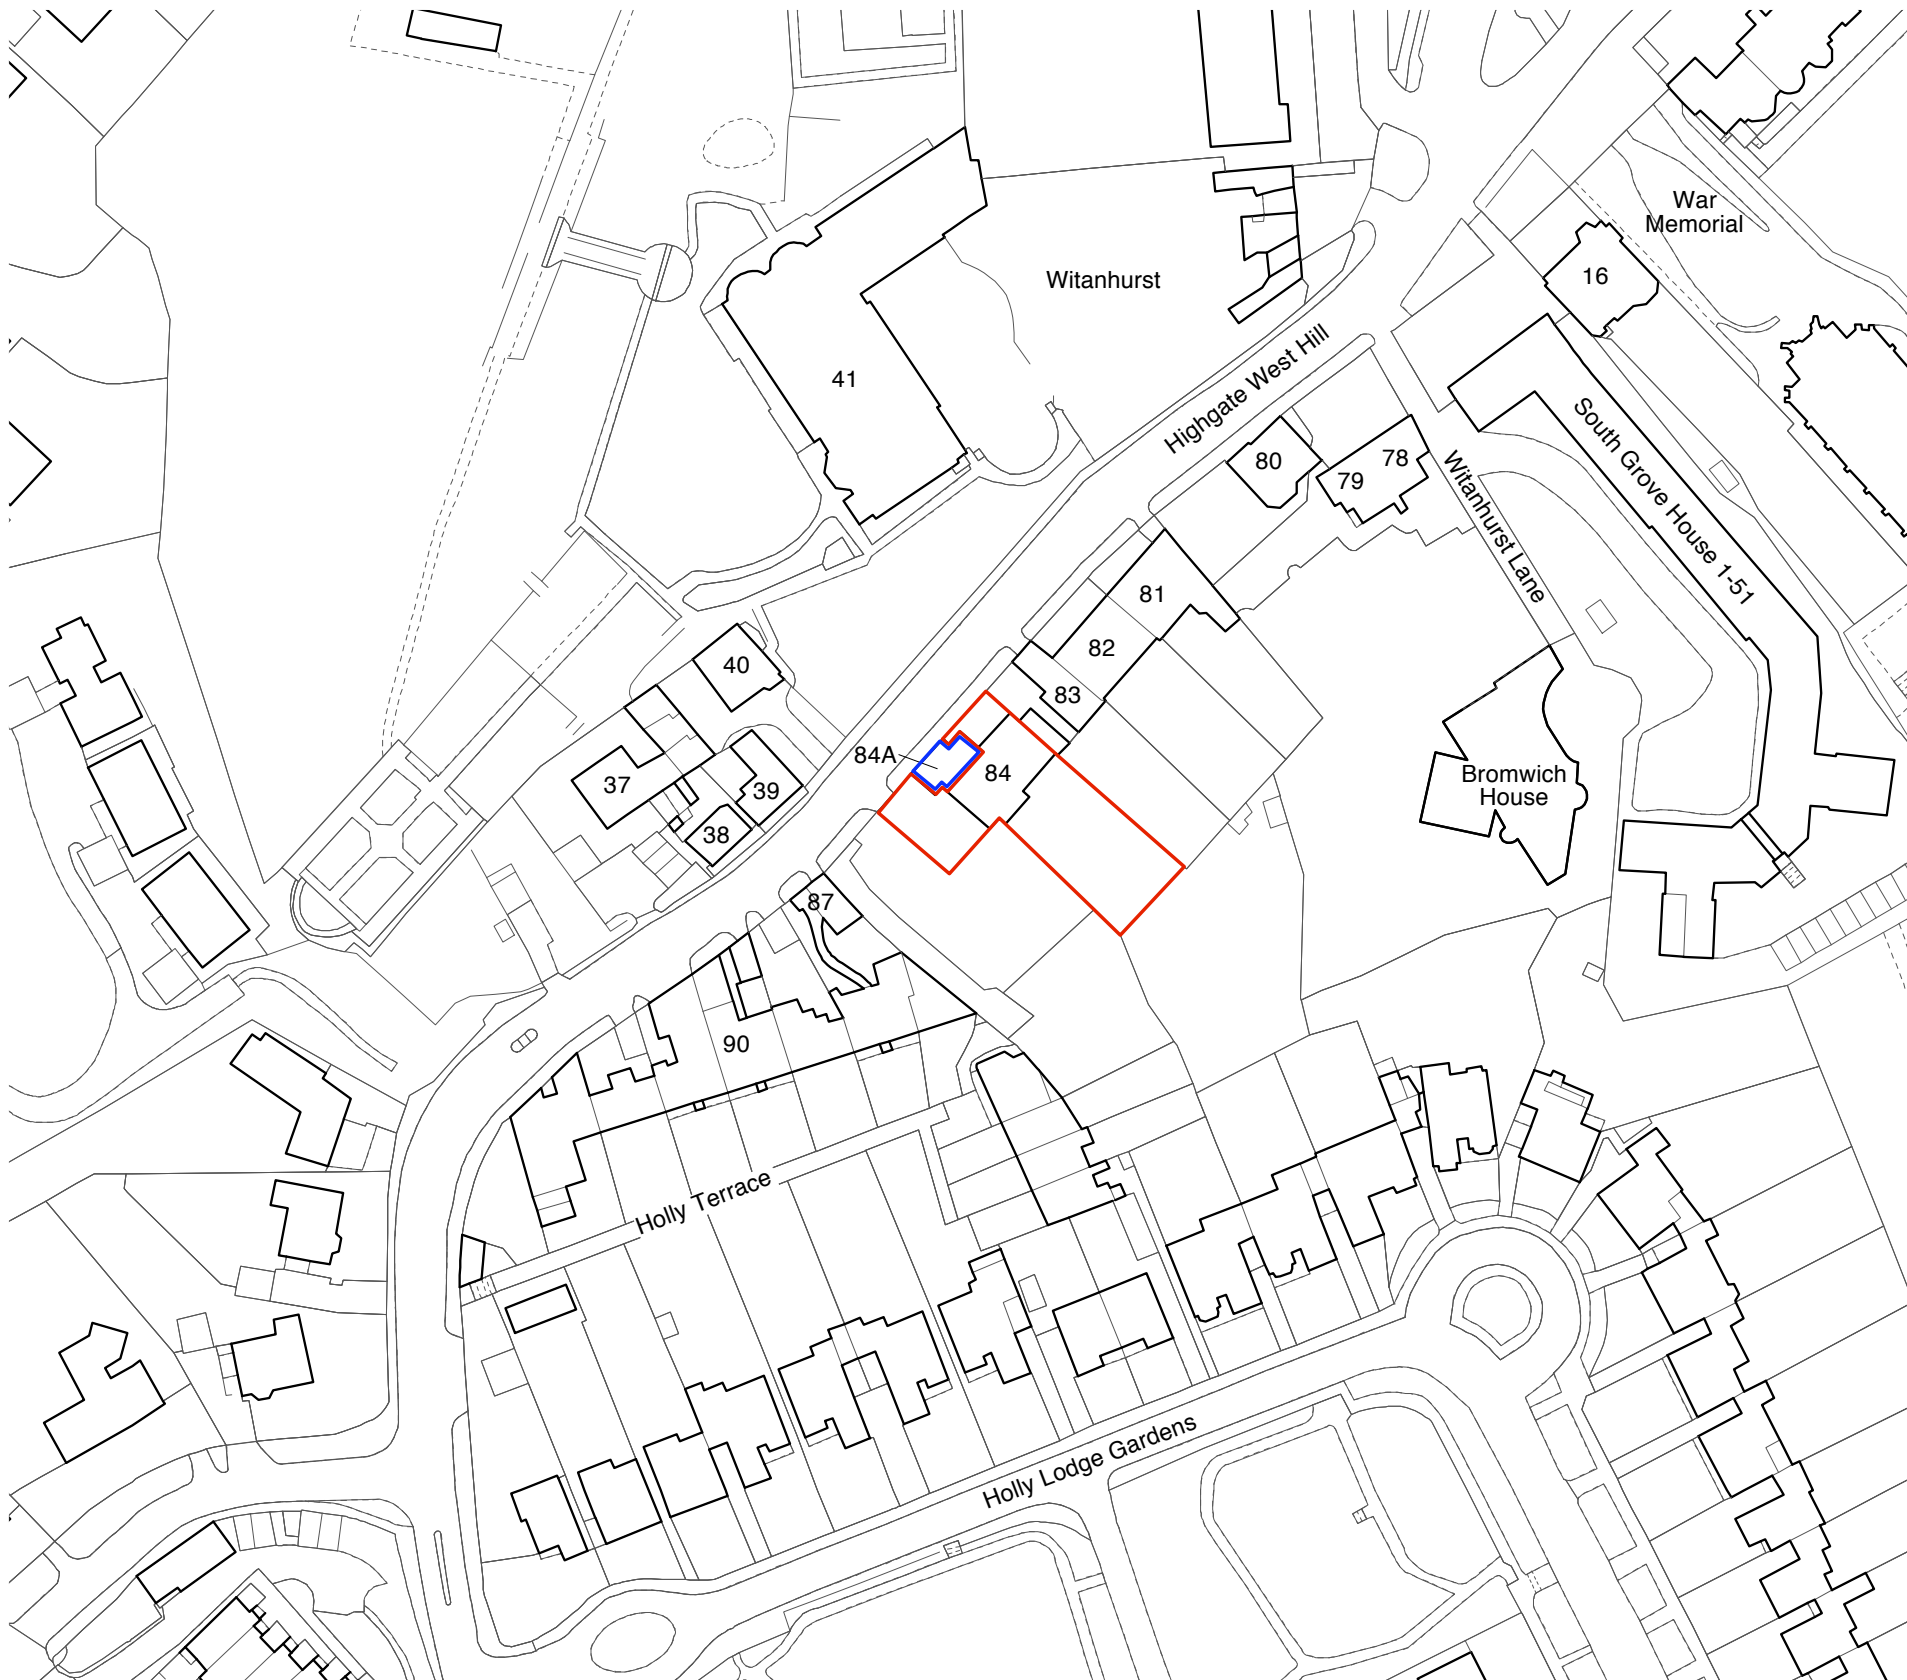 War
Memorial
16
Witanhurst
41
Highgate West Hill
80
79
78
South Grove House 1-51
Witanhurst Lane
81
82
83
40
84A
84
37
39
38
Bromwich
House
87
90
Holly Terrace
Holly Lodge Gardens